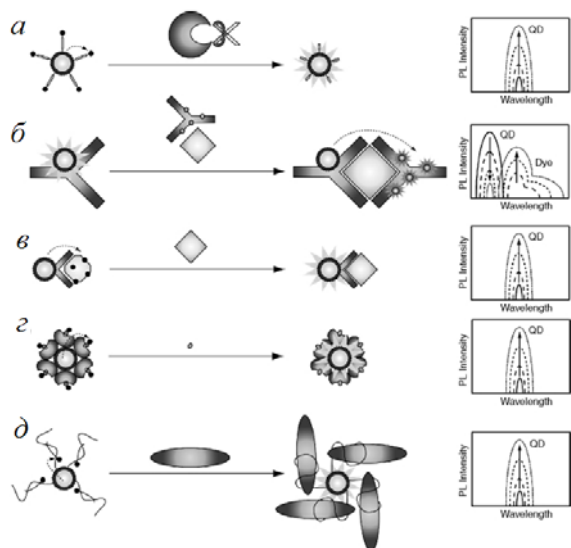 а
PL Intensity
QD
Wavelength
б
PL Intensity
QD
Dye
Wavelength
в
PL Intensity
QD
Wavelength
г
PL Intensity
QD
Wavelength
д
PL Intensity
QD
Wavelength